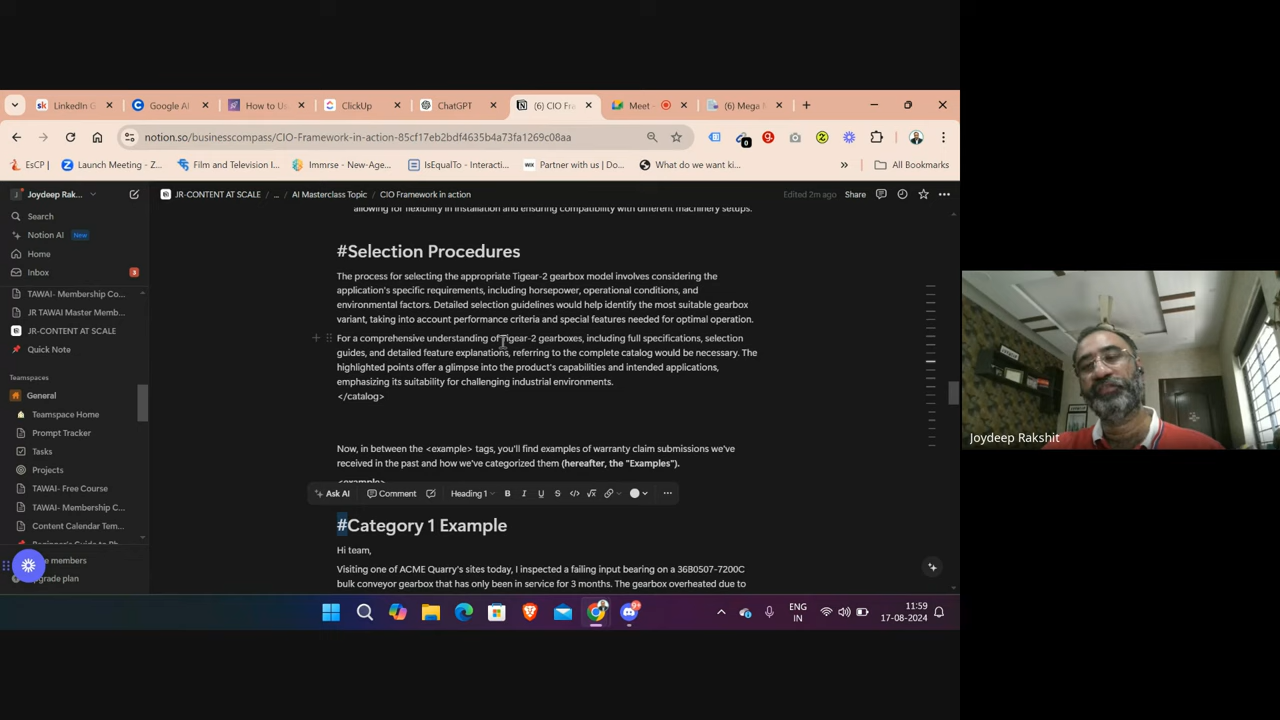 LinkedIn G
Google AI
How to Us
ClickUp
ChatGPT
(6) CIO Fra
Meet -
(6) Mega M
notion.so/businesscompass/CIO-Framework-in-action-85cf17eb2bdf4635b4a73fa1269c08aa
EsCP |
Launch Meeting - Z...
Film and Television I...
Immrse - New-Age...
IsEqualTo - Interacti...
Partner with us | Do...
What do we want ki...
All Bookmarks
Joydeep Rak...
JR-CONTENT AT SCALE / ... / AI Masterclass Topic / CIO Framework in action
Edited 2m ago
Share
Search
Notion AI New
Home
Inbox 3
TAWAI- Membership Co...
JR TAWAI Master Memb...
JR-CONTENT AT SCALE
Quick Note
Teamspaces
General
Teamspace Home
Prompt Tracker
Tasks
Projects
TAWAI- Free Course
TAWAI- Membership C...
Content Calendar Tem...
Beginner's Guide to
members
pgrade plan
allowing for flexibility in installation and ensuring compatibility with different machinery setups.
#Selection Procedures
The process for selecting the appropriate Tigear-2 gearbox model involves considering the
application's specific requirements, including horsepower, operational conditions, and
environmental factors. Detailed selection guidelines would help identify the most suitable gearbox
variant, taking into account performance criteria and special features needed for optimal operation.
For a comprehensive understanding of Tigear-2 gearboxes, including full specifications, selection
guides, and detailed feature explanations, referring to the complete catalog would be necessary. The
highlighted points offer a glimpse into the product's capabilities and intended applications,
emphasizing its suitability for challenging industrial environments.
</catalog>
Now, in between the <example> tags, you'll find examples of warranty claim submissions we've
received in the past and how we've categorized them (hereafter, the "Examples").
<example>
Ask AI
Comment
Heading 1
B
i
U
S
</>
√x
#Category 1 Example
Hi team,
Visiting one of ACME Quarry's sites today, I inspected a failing input bearing on a 36B0507-7200C
bulk conveyor gearbox that has only been in service for 3 months. The gearbox overheated due to
ENG
IN
11:59
17-08-2024
Joydeep Rakshit